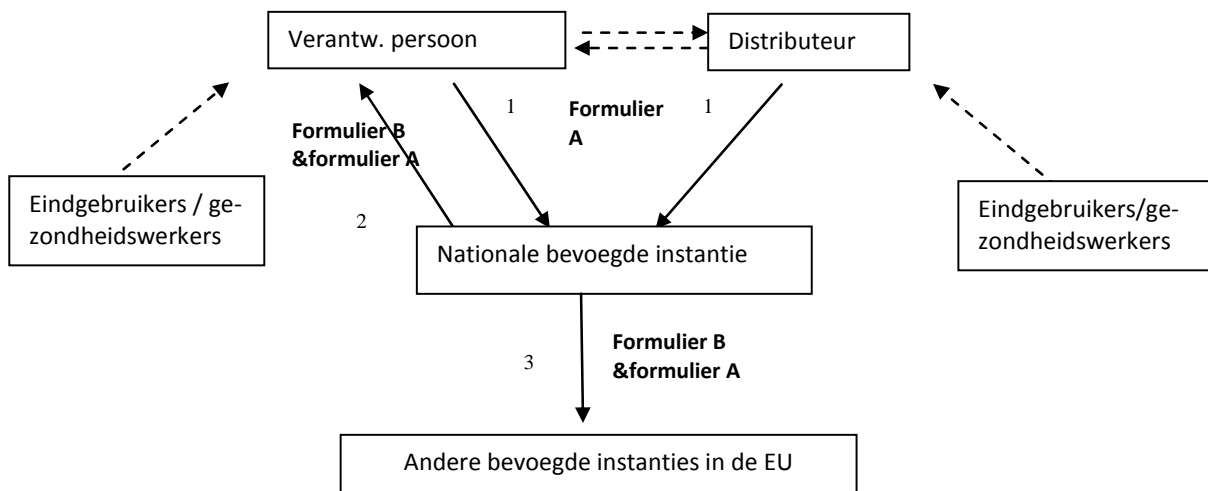 Verantw. persoon
Distributeur
1
Formulier
A
1
Formulier B
&formulier A
Eindgebruikers / ge-
zondheidswerkers
2
Eindgebruikers/ge-
zondheidswerkers
Nationale bevoegde instantie
3
Formulier B
&formulier A
Andere bevoegde instanties in de EU